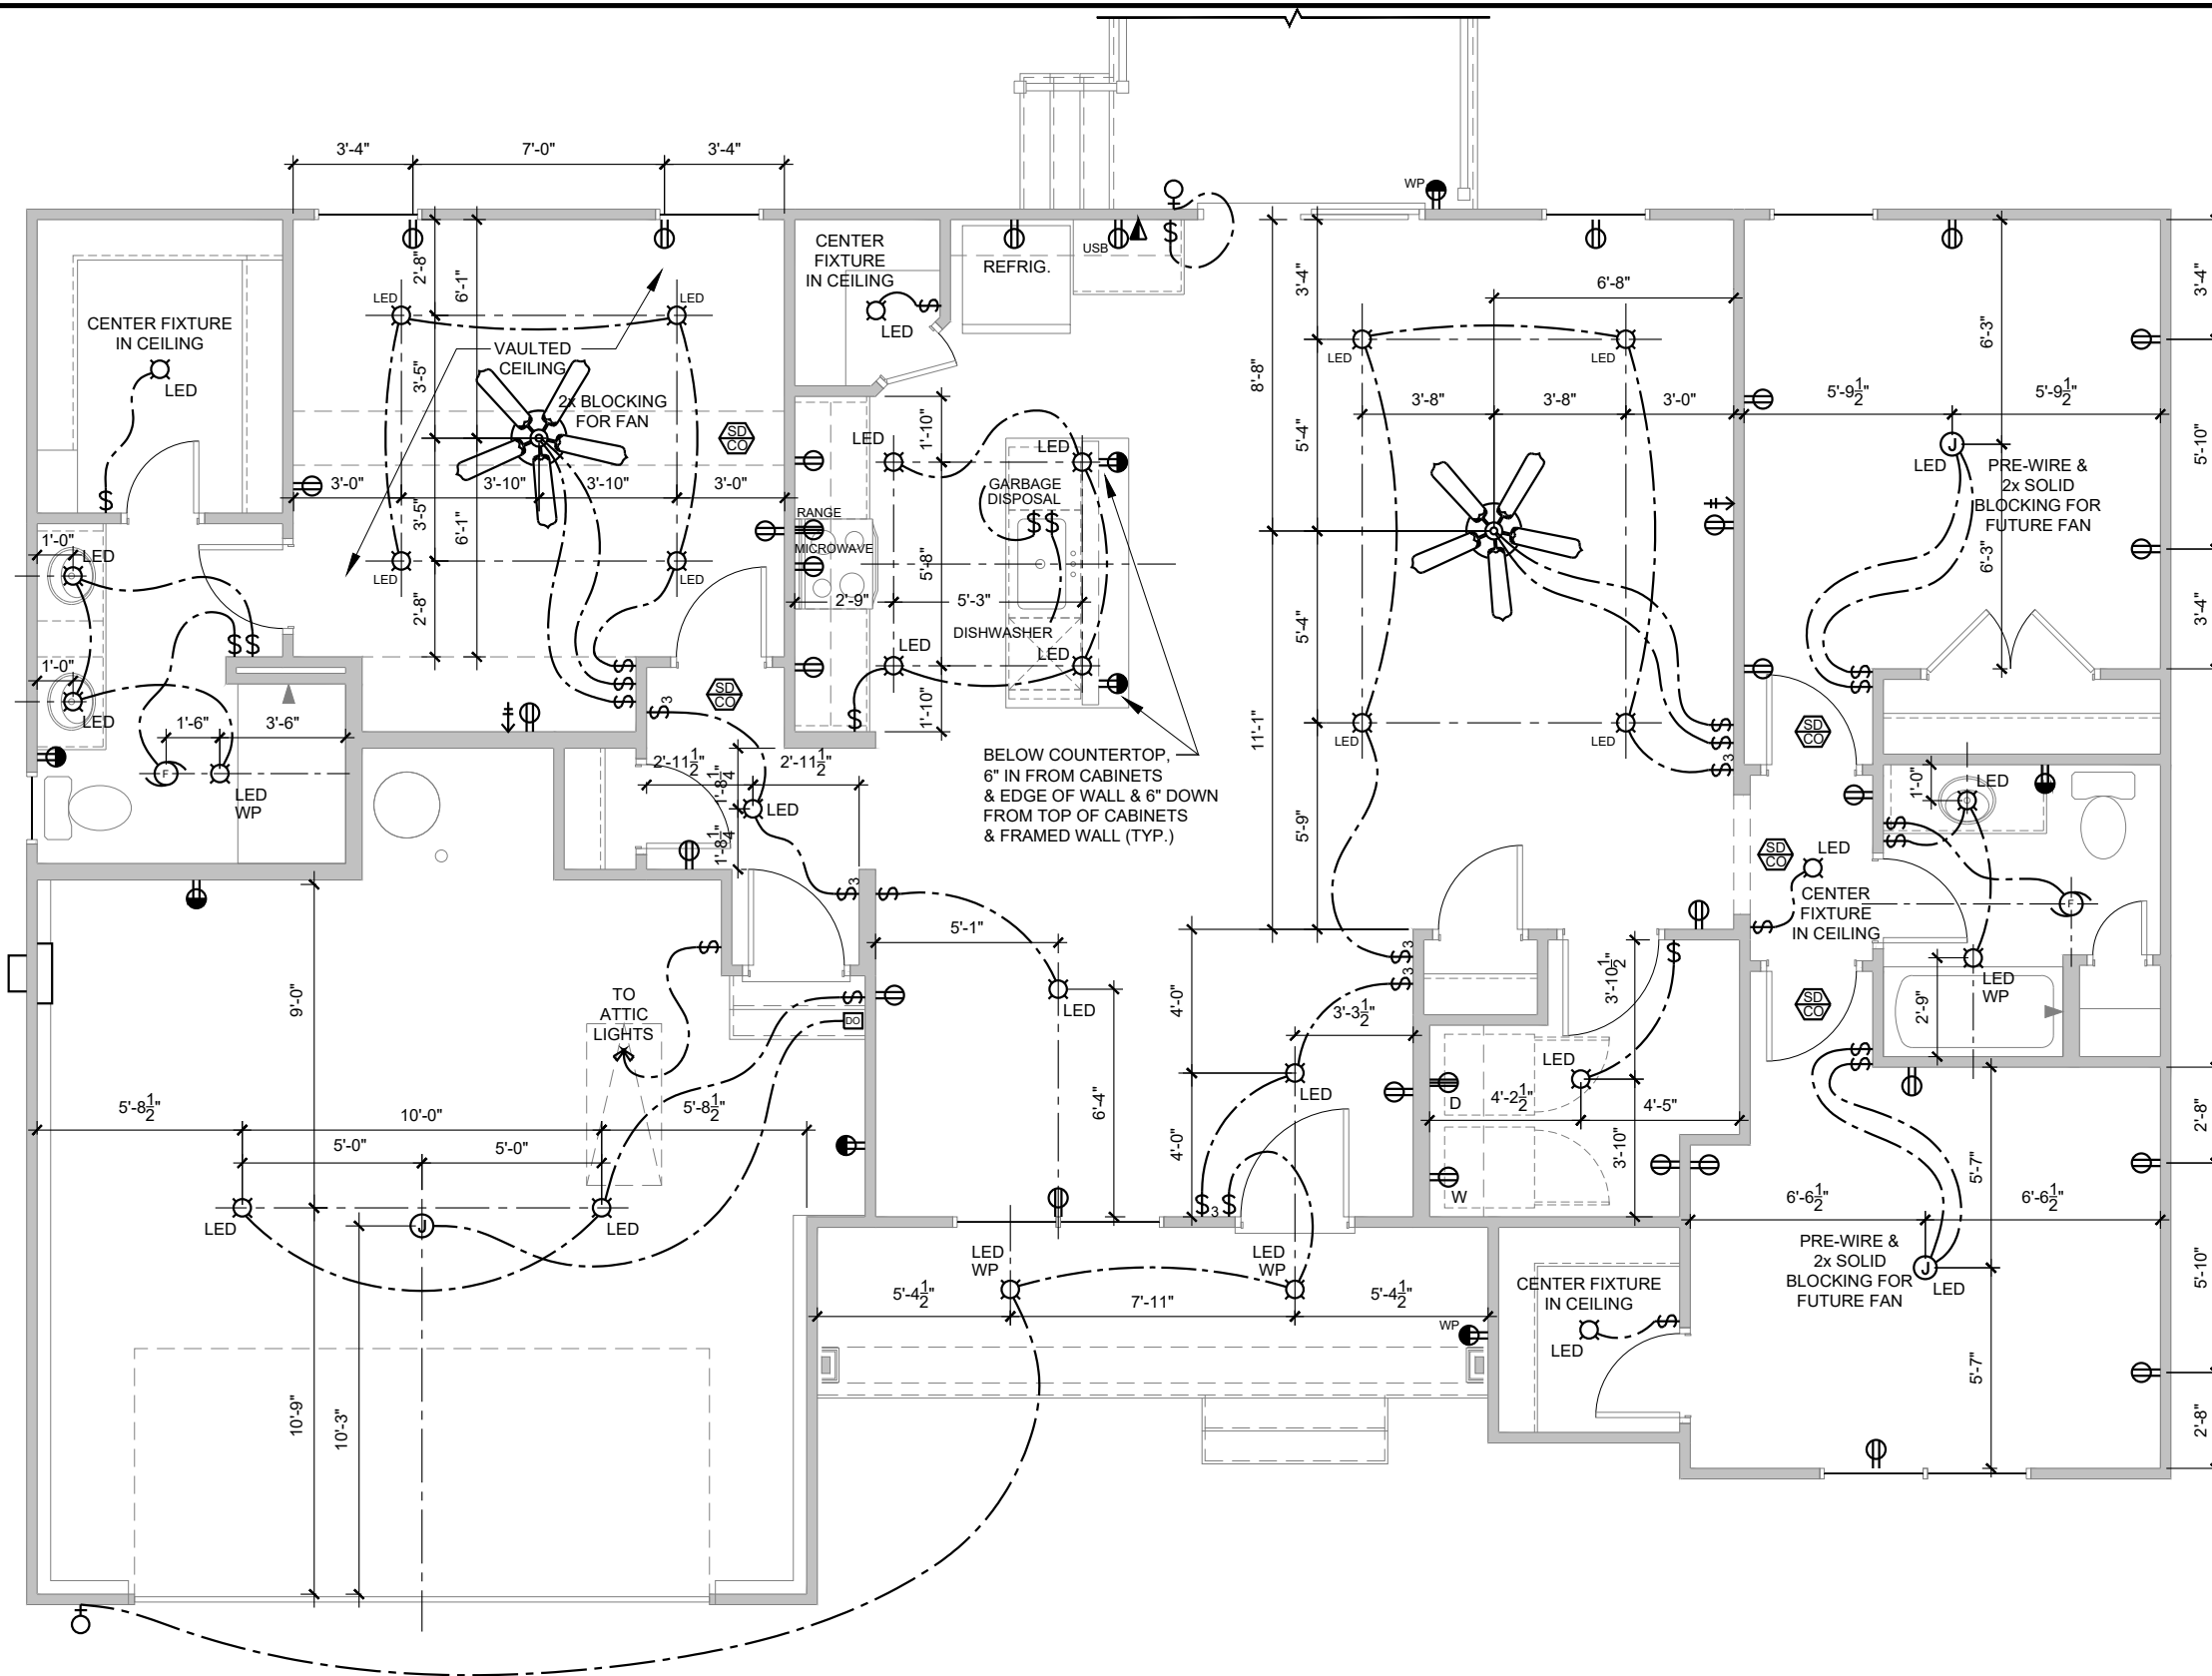 3'-4"
7'-0"
3'-4"
WP
CENTER
FIXTURE
IN CEILING
LED
REFRIG.
USB
$
$
2'-8"
6'-1"
LED
LED
VAULTED
CEILING
3'-5"
2x BLOCKING
FOR FAN
SD
CO
3'-0"
3'-10"
3'-10"
3'-0"
3'-5"
6'-1"
LED
LED
2'-8"
$
$
$
CENTER FIXTURE
IN CEILING
LED
$
1'-0"
LED
$ $
1'-0"
LED
1'-6"
3'-6"
F
LED
WP
LED
1'-10"
LED
GARBAGE
DISPOSAL
$ $
RANGE
MICROWAVE
5'-8"
2'-9"
5'-3"
DISHWASHER
LED
LED
1'-10"
$
BELOW COUNTERTOP,
6" IN FROM CABINETS
& EDGE OF WALL & 6" DOWN
FROM TOP OF CABINETS
& FRAMED WALL (TYP.)
SD
CO
$3
2'-11½"
2'-11½"
1'-8¼"
LED
1'-8¼"
$3
$
3'-4"
6'-8"
8'-8"
LED
LED
5'-4"
3'-8"
3'-8"
3'-0"
5'-4"
11'-1"
LED
LED
5'-9"
$
$
$3
3'-4"
6'-3"
5'-9½"
5'-9½"
5'-10"
J
LED
PRE-WIRE &
2x SOLID
BLOCKING FOR
FUTURE FAN
6'-3"
3'-4"
$
$
SD
CO
1'-0"
LED
$
$
SD
CO
LED
CENTER
FIXTURE
IN CEILING
$
F
LED
WP
2'-9"
SD
CO
$
$
$
TO
ATTIC
LIGHTS
9'-0"
$
DO
5'-8½"
10'-0"
5'-8½"
5'-0"
5'-0"
LED
J
LED
10'-9"
10'-3"
5'-1"
LED
6'-4"
4'-0"
$3
$3
3'-3½"
LED
4'-0"
$3
$
3'-10½"
$
LED
D
4'-2½"
4'-5"
3'-10"
W
LED
WP
LED
WP
5'-4½"
7'-11"
5'-4½"
WP
CENTER FIXTURE
IN CEILING
LED
$
2'-8"
5'-7"
6'-6½"
6'-6½"
PRE-WIRE &
2x SOLID
BLOCKING FOR
FUTURE FAN
J
LED
5'-10"
5'-7"
2'-8"